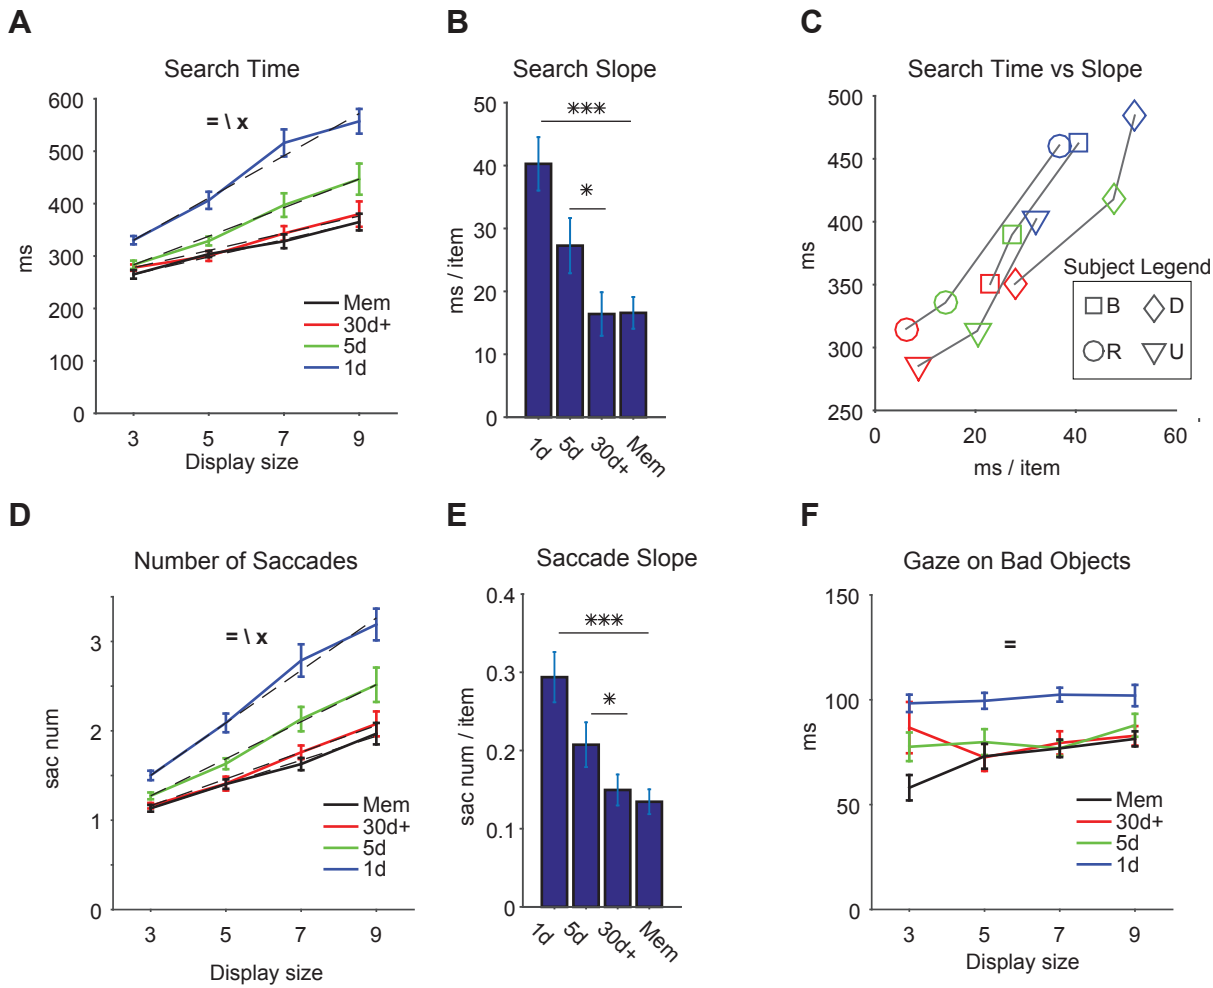 A
Search Time
600
500
400
300
200
100
0
ms
= \ x
Mem
30d+
5d
1d
3 5 7 9
Display size
B
Search Slope
50
40
30
20
10
0
ms / item
***
*
1d 5d 30d+ Mem
C
Search Time vs Slope
500
450
400
350
300
250
ms
Subject Legend
B D
R U
0 20 40 60
ms / item
D
Number of Saccades
3
2
1
0
sac num
= \ x
Mem
30d+
5d
1d
3 5 7 9
Display size
E
Saccade Slope
0.4
0.3
0.2
0.1
0
sac num / item
***
*
1d 5d 30d+ Mem
F
Gaze on Bad Objects
150
100
50
0
ms
=
Mem
30d+
5d
1d
3 5 7 9
Display size